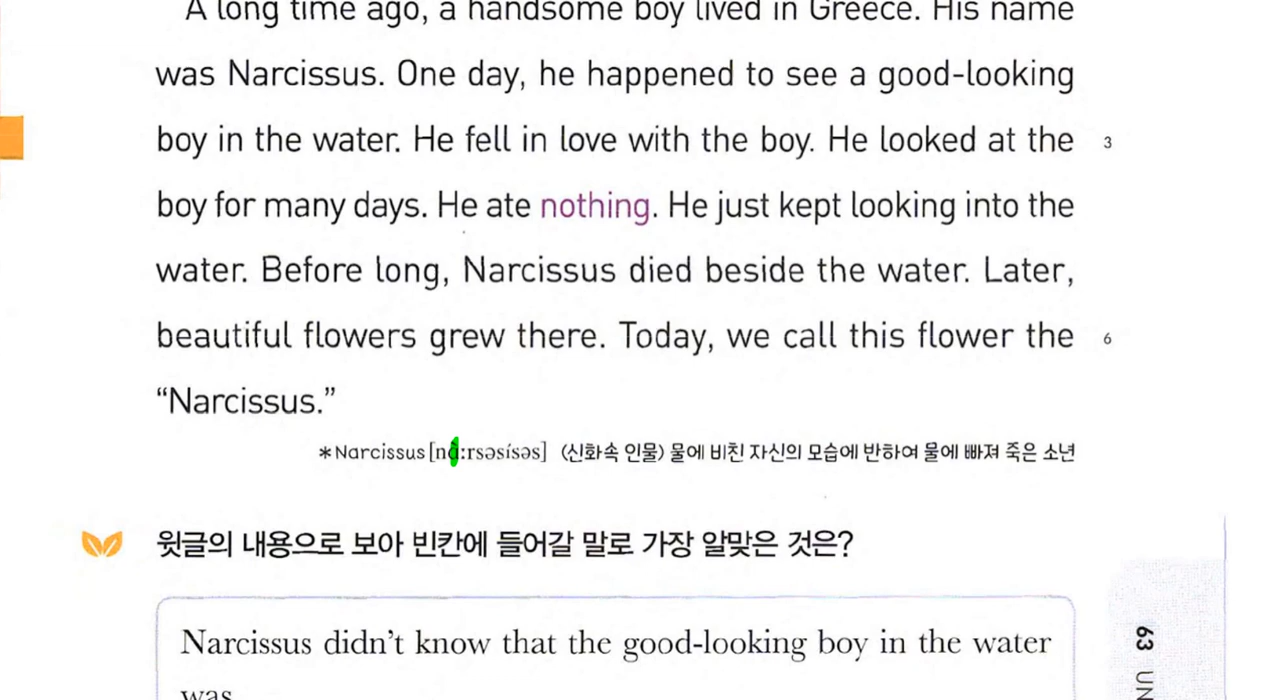 A long time ago, a handsome boy lived in Greece. His name
was Narcissus. One day, he happened to see a good-looking
boy in the water. He fell in love with the boy. He looked at the 3
boy for many days. He ate nothing. He just kept looking into the
water. Before long, Narcissus died beside the water. Later,
beautiful flowers grew there. Today, we call this flower the 6
“Narcissus.”
*Narcissus [nὰ:rsəsísəs] (신화속 인물) 물에 비친 자신의 모습에 반하여 물에 빠져 죽은 소년
윗글의 내용으로 보아 빈칸에 들어갈 말로 가장 알맞은 것은?
Narcissus didn’t know that the good-looking boy in the water
was
63 UN